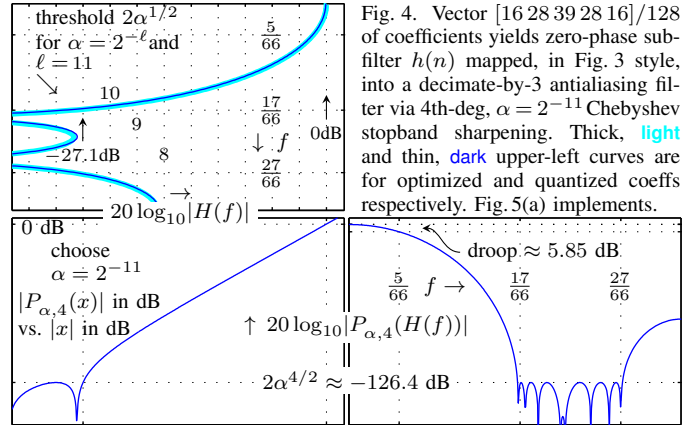 threshold 2α^{1/2}
for α = 2^{−ℓ} and
ℓ = 11
10
9
8
−27.1dB
0dB
5/66
17/66
↓ f
27/66
→
20 log₁₀|H(f)|
Fig. 4. Vector [16 28 39 28 16]/128
of coefficients yields zero-phase sub-
filter h(n) mapped, in Fig. 3 style,
into a decimate-by-3 antialiasing fil-
ter via 4th-deg, α = 2^{−11} Chebyshev
stopband sharpening. Thick, light
and thin, dark upper-left curves are
for optimized and quantized coeffs
respectively. Fig. 5(a) implements.
0 dB
choose
α = 2^{−11}
|P_{α,4}(x)| in dB
vs. |x| in dB
droop ≈ 5.85 dB
5/66 f → 17/66 27/66
↑ 20 log₁₀|P_{α,4}(H(f))|
2α^{4/2} ≈ −126.4 dB